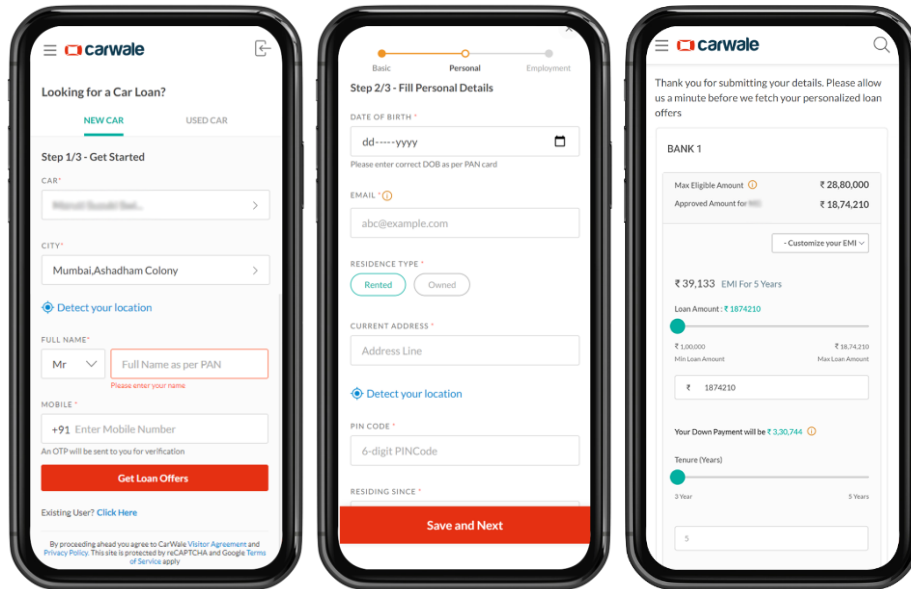 carwale
Looking for a Car Loan?
NEW CAR
USED CAR
Step 1/3 - Get Started
CAR*
CITY*
Mumbai,Ashadham Colony
Detect your location
FULL NAME*
Mr
Full Name as per PAN
Please enter your name
MOBILE *
+91 Enter Mobile Number
An OTP will be sent to you for verification
Get Loan Offers
Existing User? Click Here
By proceeding ahead you agree to CarWale Visitor Agreement and
Privacy Policy. This site is protected by reCAPTCHA and Google Terms
of Service apply
Basic
Personal
Employment
Step 2/3 - Fill Personal Details
DATE OF BIRTH *
dd-----yyyy
Please enter correct DOB as per PAN card
EMAIL *
abc@example.com
RESIDENCE TYPE *
Rented
Owned
CURRENT ADDRESS *
Address Line
Detect your location
PIN CODE *
6-digit PINCode
RESIDING SINCE *
Save and Next
carwale
Thank you for submitting your details. Please allow
us a minute before we fetch your personalized loan
offers
BANK 1
Max Eligible Amount
₹ 28,80,000
Approved Amount for
₹ 18,74,210
- Customize your EMI
₹ 39,133 EMI For 5 Years
Loan Amount : ₹ 1874210
₹ 1,00,000
₹ 18,74,210
Min Loan Amount
Max Loan Amount
₹ 1874210
Your Down Payment will be ₹ 3,30,744
Tenure (Years)
3 Year
5 Years
5